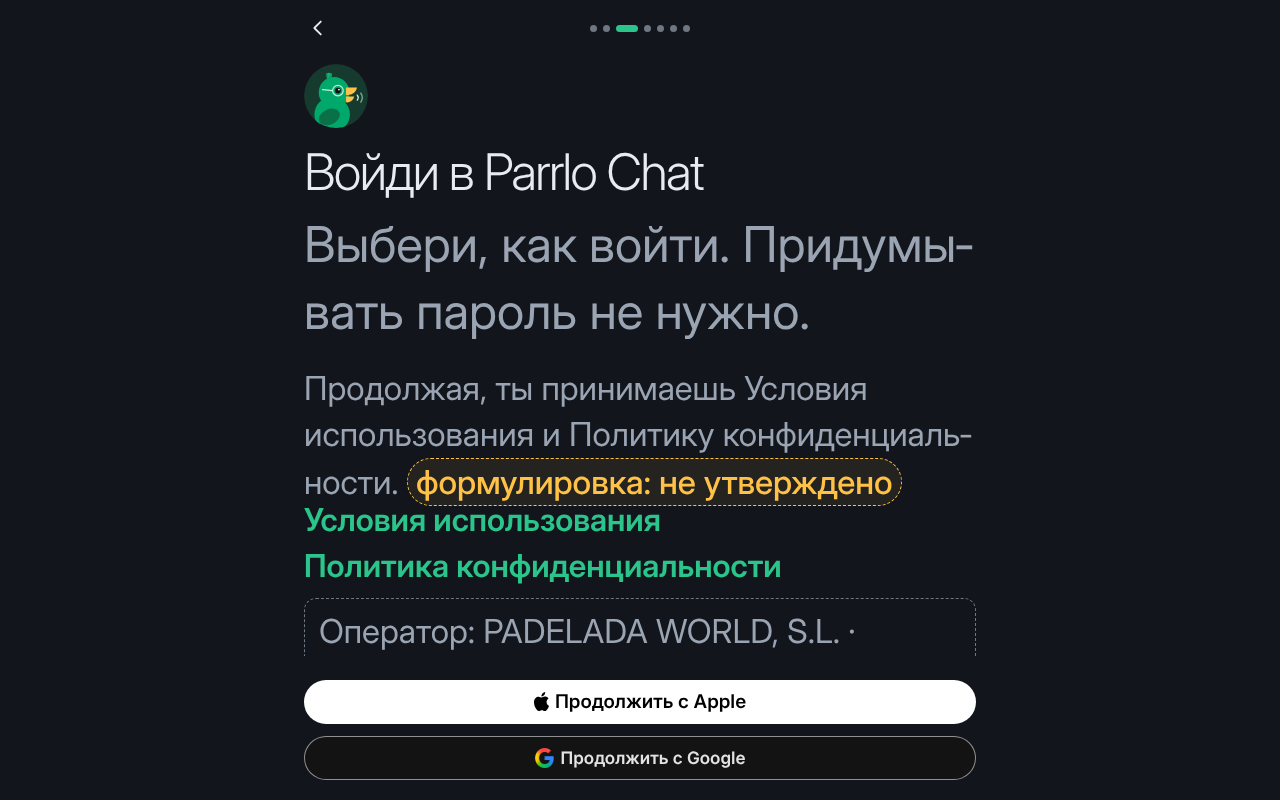 Войди в Parrlo Chat
Выбери, как войти. Придумы-
вать пароль не нужно.
Продолжая, ты принимаешь Условия
использования и Политику конфиденциаль-
ности. формулировка: не утверждено
Условия использования
Политика конфиденциальности
Оператор: PADELADA WORLD, S.L. ·
Продолжить с Apple
Продолжить с Google